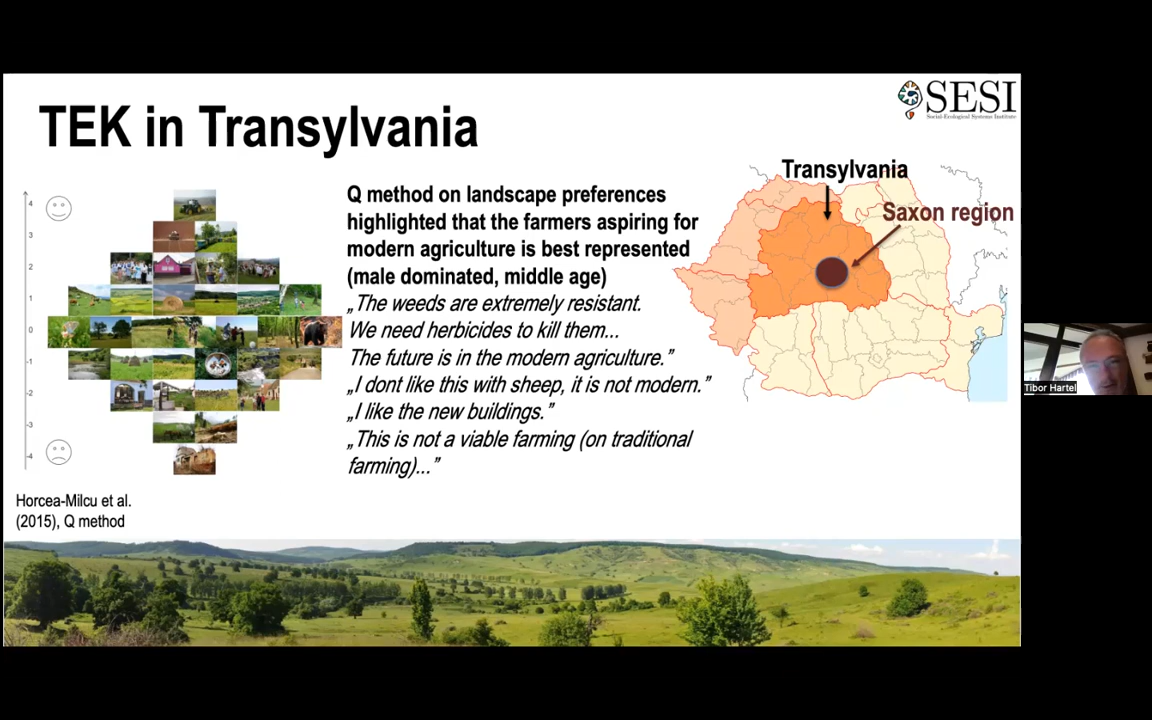 TEK in Transylvania
SESI
Social-Ecological Systems Institute
4
3
2
1
0
-1
-2
-3
-4
Q method on landscape preferences
highlighted that the farmers aspiring for
modern agriculture is best represented
(male dominated, middle age)
„The weeds are extremely resistant.
We need herbicides to kill them...
The future is in the modern agriculture.”
„I dont like this with sheep, it is not modern.”
„I like the new buildings.”
„This is not a viable farming (on traditional
farming)...”
Transylvania
Saxon region
Horcea-Milcu et al.
(2015), Q method
Tibor Hartel